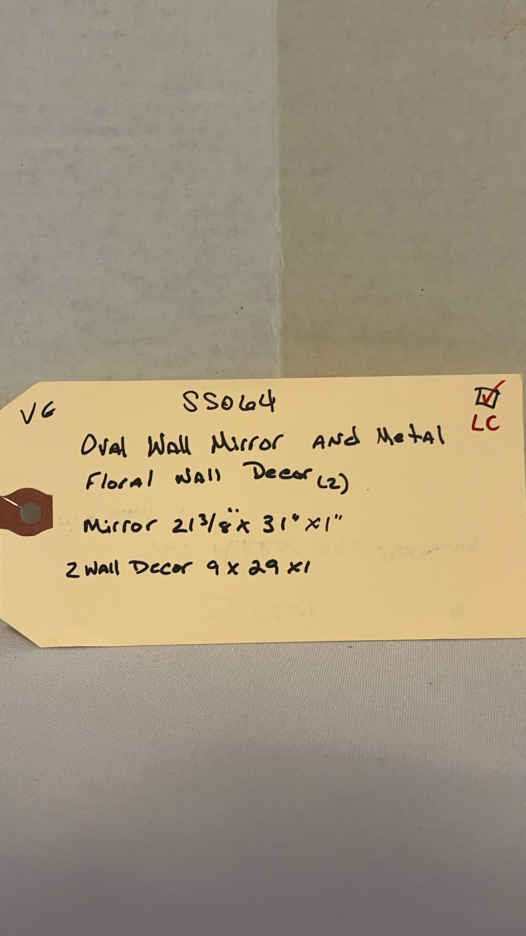 VG
SS064
LC
Oval Wall Mirror and Metal
Floral Wall Decor (2)
Mirror 21 3/8" x 31" x 1"
2 Wall Decor 9 x 29 x 1